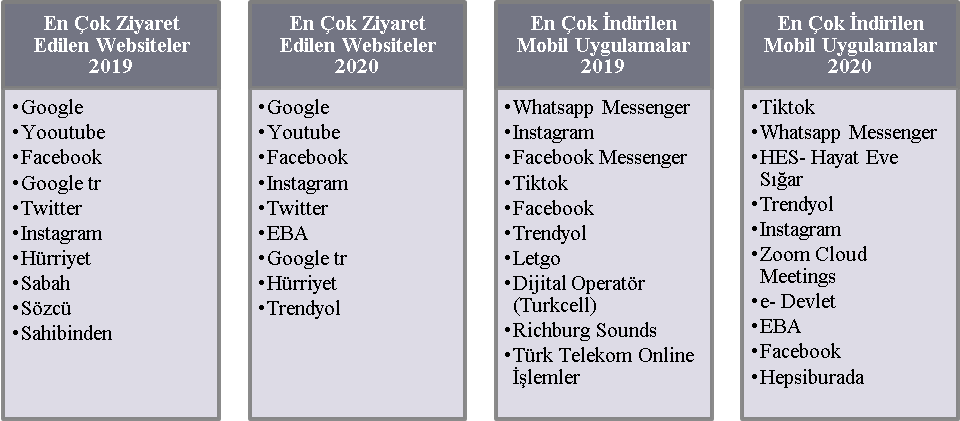 En Çok Ziyaret
Edilen Websiteler
2019
•Google
•Yooutube
•Facebook
•Google tr
•Twitter
•Instagram
•Hürriyet
•Sabah
•Sözcü
•Sahibinden
En Çok Ziyaret
Edilen Websiteler
2020
•Google
•Youtube
•Facebook
•Instagram
•Twitter
•EBA
•Google tr
•Hürriyet
•Trendyol
En Çok İndirilen
Mobil Uygulamalar
2019
•Whatsapp Messenger
•Instagram
•Facebook Messenger
•Tiktok
•Facebook
•Trendyol
•Letgo
•Dijital Operatör
(Turkcell)
•Richburg Sounds
•Türk Telekom Online
İşlemler
En Çok İndirilen
Mobil Uygulamalar
2020
•Tiktok
•Whatsapp Messenger
•HES- Hayat Eve
Sığar
•Trendyol
•Instagram
•Zoom Cloud
Meetings
•e- Devlet
•EBA
•Facebook
•Hepsiburada